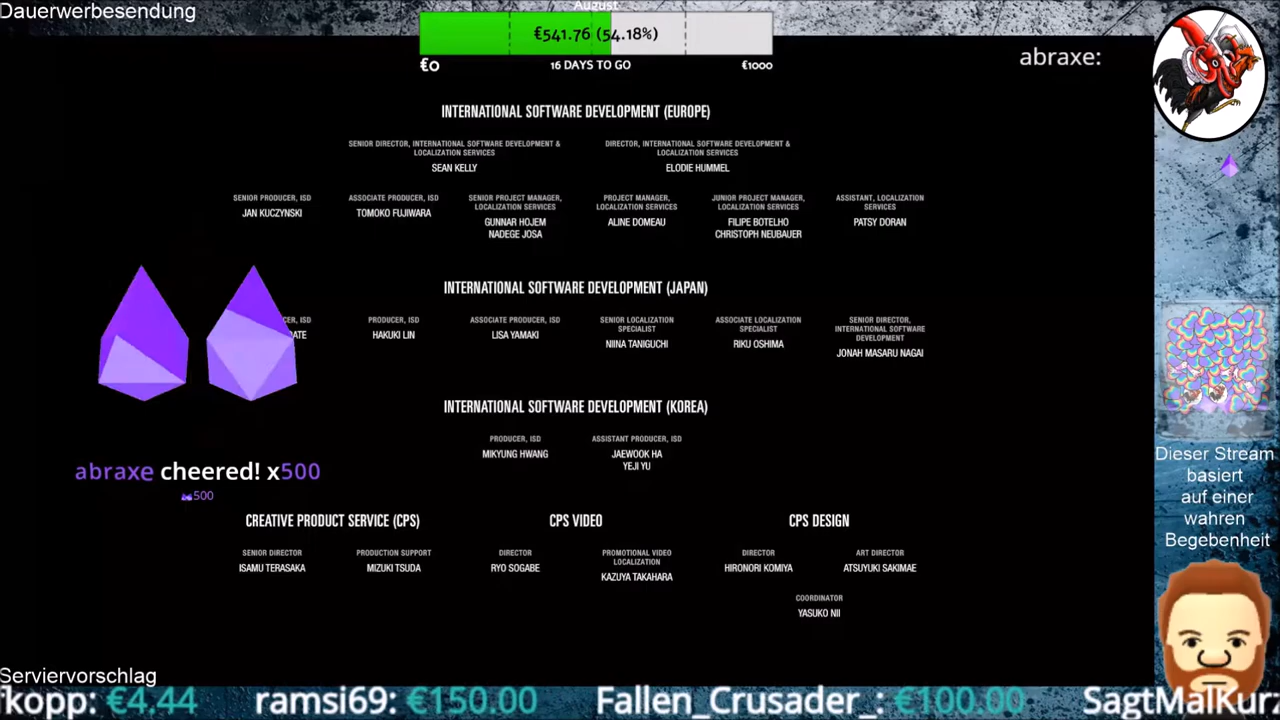 Dauerwerbesendung
August
€541.76 (54.18%)
€0
16 DAYS TO GO
€1000
abraxe:
INTERNATIONAL SOFTWARE DEVELOPMENT (EUROPE)
SENIOR DIRECTOR, INTERNATIONAL SOFTWARE DEVELOPMENT &
LOCALIZATION SERVICES
SEAN KELLY
DIRECTOR, INTERNATIONAL SOFTWARE DEVELOPMENT &
LOCALIZATION SERVICES
ELODIE HUMMEL
SENIOR PRODUCER, ISD
JAN KUCZYNSKI
ASSOCIATE PRODUCER, ISD
TOMOKO FUJIWARA
SENIOR PROJECT MANAGER,
LOCALIZATION SERVICES
GUNNAR HOJEM
NADEGE JOSA
PROJECT MANAGER,
LOCALIZATION SERVICES
ALINE DOMEAU
JUNIOR PROJECT MANAGER,
LOCALIZATION SERVICES
FILIPE BOTELHO
CHRISTOPH NEUBAUER
ASSISTANT, LOCALIZATION
SERVICES
PATSY DORAN
INTERNATIONAL SOFTWARE DEVELOPMENT (JAPAN)
ISD
PRODUCER, ISD
HAKUKI LIN
ASSOCIATE PRODUCER, ISD
LISA YAMAKI
SENIOR LOCALIZATION
SPECIALIST
NIINA TANIGUCHI
ASSOCIATE LOCALIZATION
SPECIALIST
RIKU OSHIMA
SENIOR DIRECTOR,
INTERNATIONAL SOFTWARE
DEVELOPMENT
JONAH MASARU NAGAI
INTERNATIONAL SOFTWARE DEVELOPMENT (KOREA)
PRODUCER, ISD
MIKYUNG HWANG
ASSISTANT PRODUCER, ISD
JAEWOOK HA
YEJI YU
abraxe cheered! x500
500
CREATIVE PRODUCT SERVICE (CPS)
SENIOR DIRECTOR
ISAMU TERASAKA
PRODUCTION SUPPORT
MIZUKI TSUDA
CPS VIDEO
DIRECTOR
RYO SOGABE
PROMOTIONAL VIDEO
LOCALIZATION
KAZUYA TAKAHARA
CPS DESIGN
DIRECTOR
HIRONORI KOMIYA
ART DIRECTOR
ATSUYUKI SAKIMAE
COORDINATOR
YASUKO NII
Dieser Stream
basiert
auf einer
wahren
Begebenheit
Serviervorschlag
fkopp: €4.44 ramsi69: €150.00 Fallen_Crusader_: €100.00 SagtMalKurz